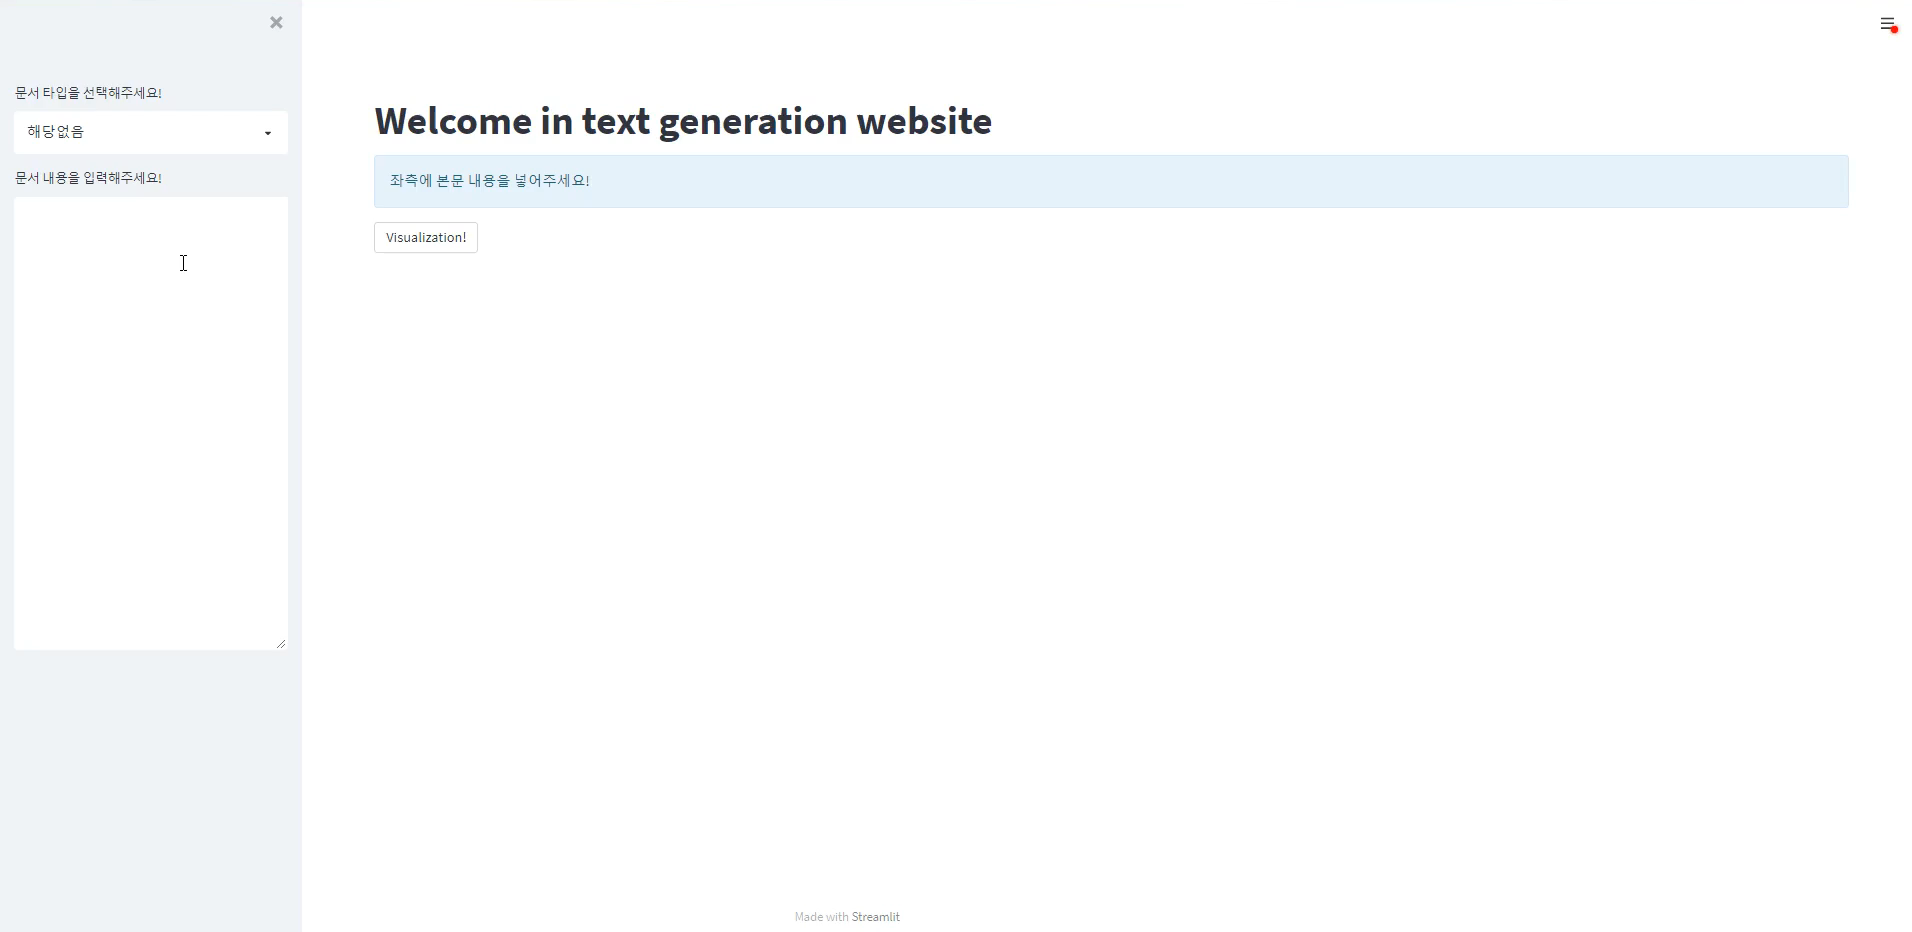 문서 타입을 선택해주세요!
해당없음
문서 내용을 입력해주세요!
Welcome in text generation website
좌측에 본문 내용을 넣어주세요!
Visualization!
Made with Streamlit